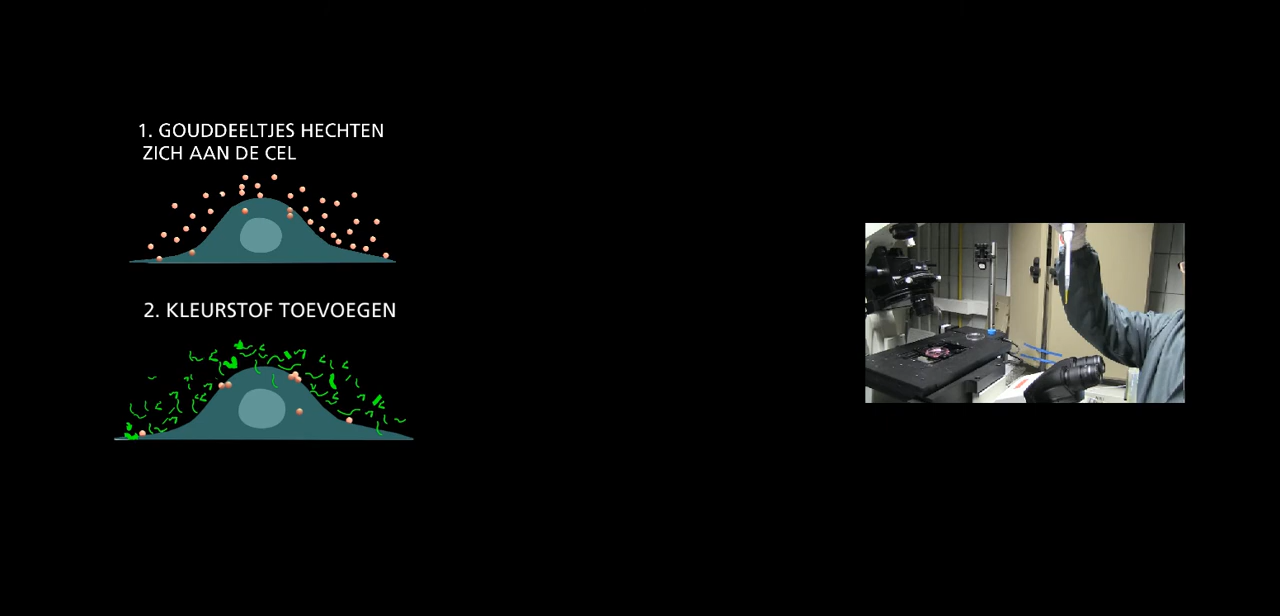 1. GOUDDEELTJES HECHTEN
ZICH AAN DE CEL
2. KLEURSTOF TOEVOEGEN